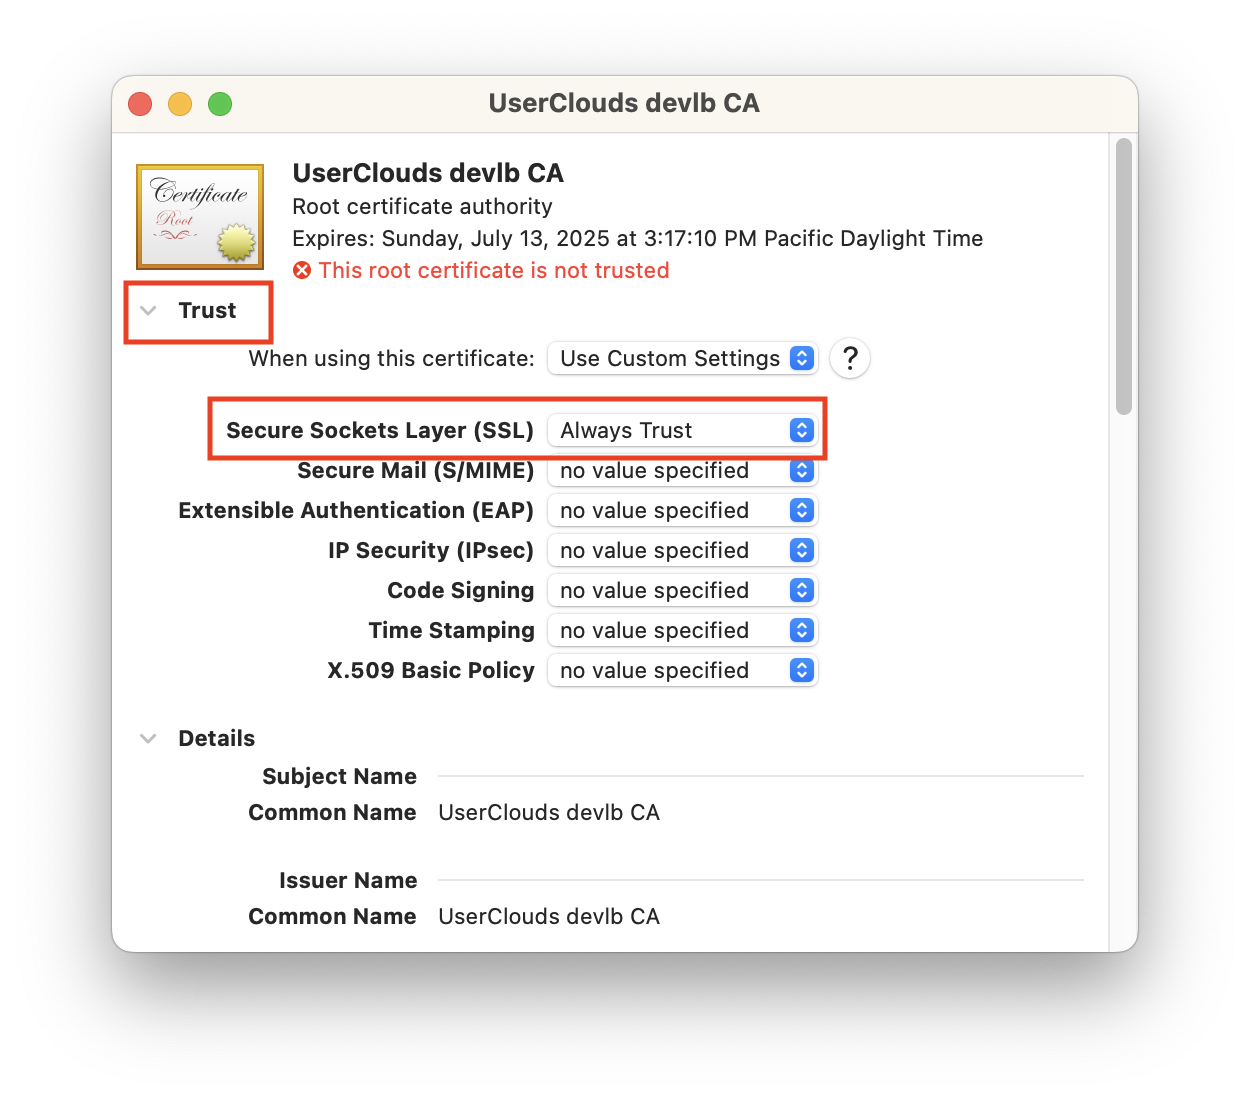 UserClouds devlb CA
Certificate
Root
UserClouds devlb CA
Root certificate authority
Expires: Sunday, July 13, 2025 at 3:17:10 PM Pacific Daylight Time
This root certificate is not trusted
Trust
When using this certificate: Use Custom Settings ?
Secure Sockets Layer (SSL) Always Trust
Secure Mail (S/MIME) no value specified
Extensible Authentication (EAP) no value specified
IP Security (IPsec) no value specified
Code Signing no value specified
Time Stamping no value specified
X.509 Basic Policy no value specified
Details
Subject Name
Common Name UserClouds devlb CA
Issuer Name
Common Name UserClouds devlb CA